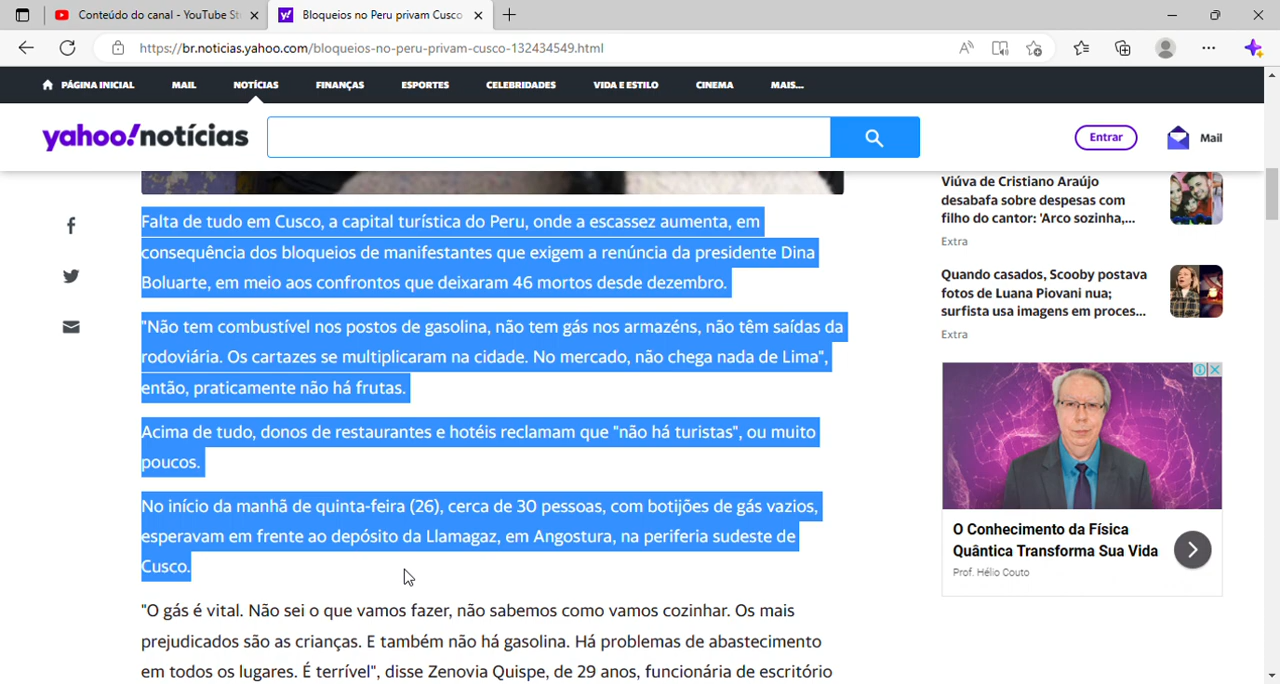 Conteúdo do canal - YouTube St
Bloqueios no Peru privam Cusco
https://br.noticias.yahoo.com/bloqueios-no-peru-privam-cusco-132434549.html
PÁGINA INICIAL MAIL NOTÍCIAS FINANÇAS ESPORTES CELEBRIDADES VIDA E ESTILO CINEMA MAIS...
yahoo!notícias
Entrar
Mail
Falta de tudo em Cusco, a capital turística do Peru, onde a escassez aumenta, em
consequência dos bloqueios de manifestantes que exigem a renúncia da presidente Dina
Boluarte, em meio aos confrontos que deixaram 46 mortos desde dezembro.
"Não tem combustível nos postos de gasolina, não tem gás nos armazéns, não têm saídas da
rodoviária. Os cartazes se multiplicaram na cidade. No mercado, não chega nada de Lima",
então, praticamente não há frutas.
Acima de tudo, donos de restaurantes e hotéis reclamam que "não há turistas", ou muito
poucos.
No início da manhã de quinta-feira (26), cerca de 30 pessoas, com botijões de gás vazios,
esperavam em frente ao depósito da Llamagaz, em Angostura, na periferia sudeste de
Cusco.
"O gás é vital. Não sei o que vamos fazer, não sabemos como vamos cozinhar. Os mais
prejudicados são as crianças. E também não há gasolina. Há problemas de abastecimento
em todos os lugares. É terrível", disse Zenovia Quispe, de 29 anos, funcionária de escritório
Viúva de Cristiano Araújo
desabafa sobre despesas com
filho do cantor: 'Arco sozinha,...
Extra
Quando casados, Scooby postava
fotos de Luana Piovani nua;
surfista usa imagens em proces...
Extra
O Conhecimento da Física
Quântica Transforma Sua Vida
Prof. Hélio Couto